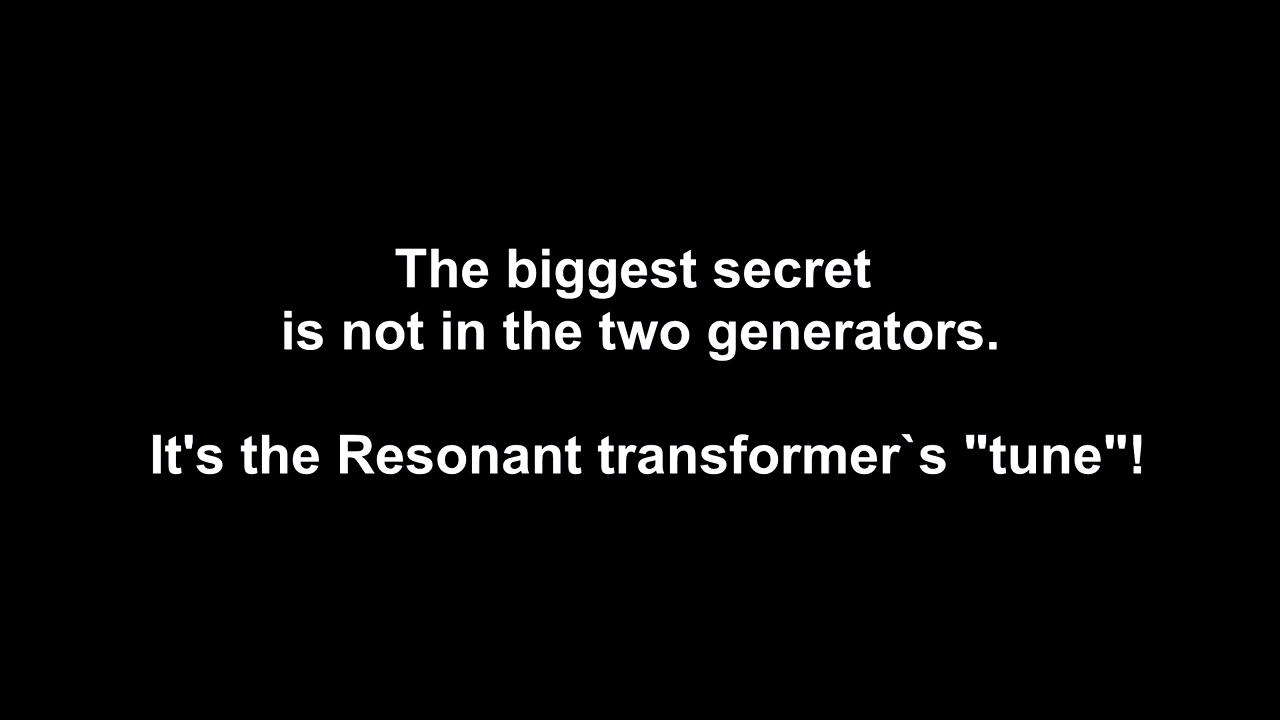 The biggest secret
is not in the two generators.
It's the Resonant transformer`s "tune"!